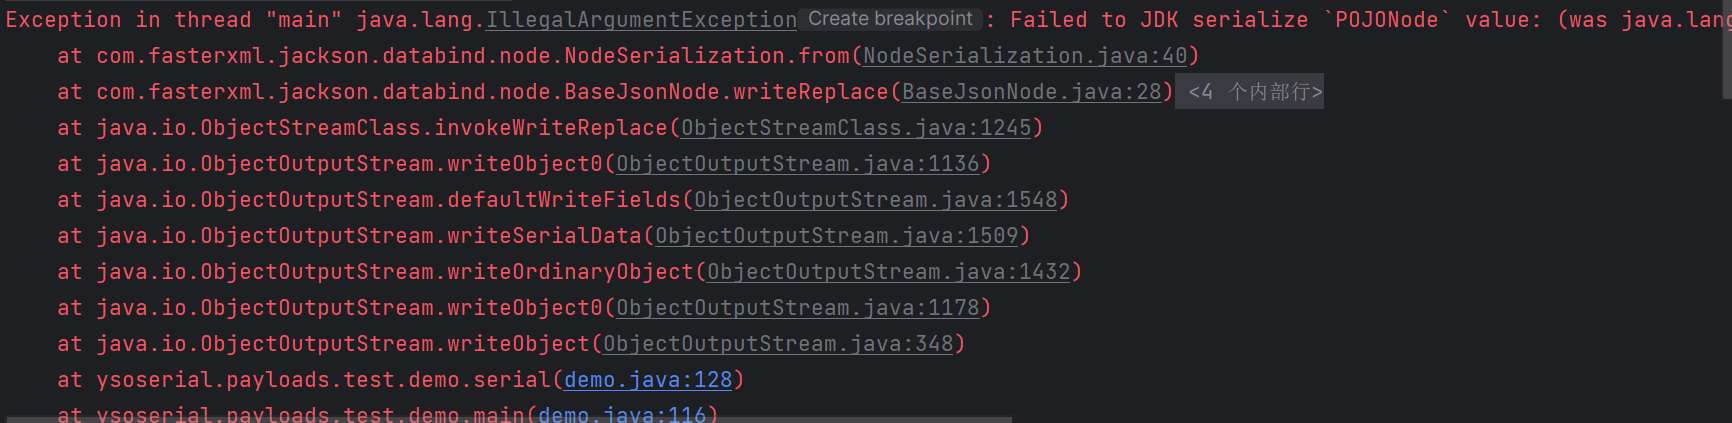 Exception in thread "main" java.lang.IllegalArgumentException Create breakpoint : Failed to JDK serialize `POJONode` value: (was java.lang
at com.fasterxml.jackson.databind.node.NodeSerialization.from(NodeSerialization.java:40)
at com.fasterxml.jackson.databind.node.BaseJsonNode.writeReplace(BaseJsonNode.java:28) <4 个内部行>
at java.io.ObjectStreamClass.invokeWriteReplace(ObjectStreamClass.java:1245)
at java.io.ObjectOutputStream.writeObject0(ObjectOutputStream.java:1136)
at java.io.ObjectOutputStream.defaultWriteFields(ObjectOutputStream.java:1548)
at java.io.ObjectOutputStream.writeSerialData(ObjectOutputStream.java:1509)
at java.io.ObjectOutputStream.writeOrdinaryObject(ObjectOutputStream.java:1432)
at java.io.ObjectOutputStream.writeObject0(ObjectOutputStream.java:1178)
at java.io.ObjectOutputStream.writeObject(ObjectOutputStream.java:348)
at ysoserial.payloads.test.demo.serial(demo.java:128)
at ysoserial.payloads.test.demo.main(demo.java:116)